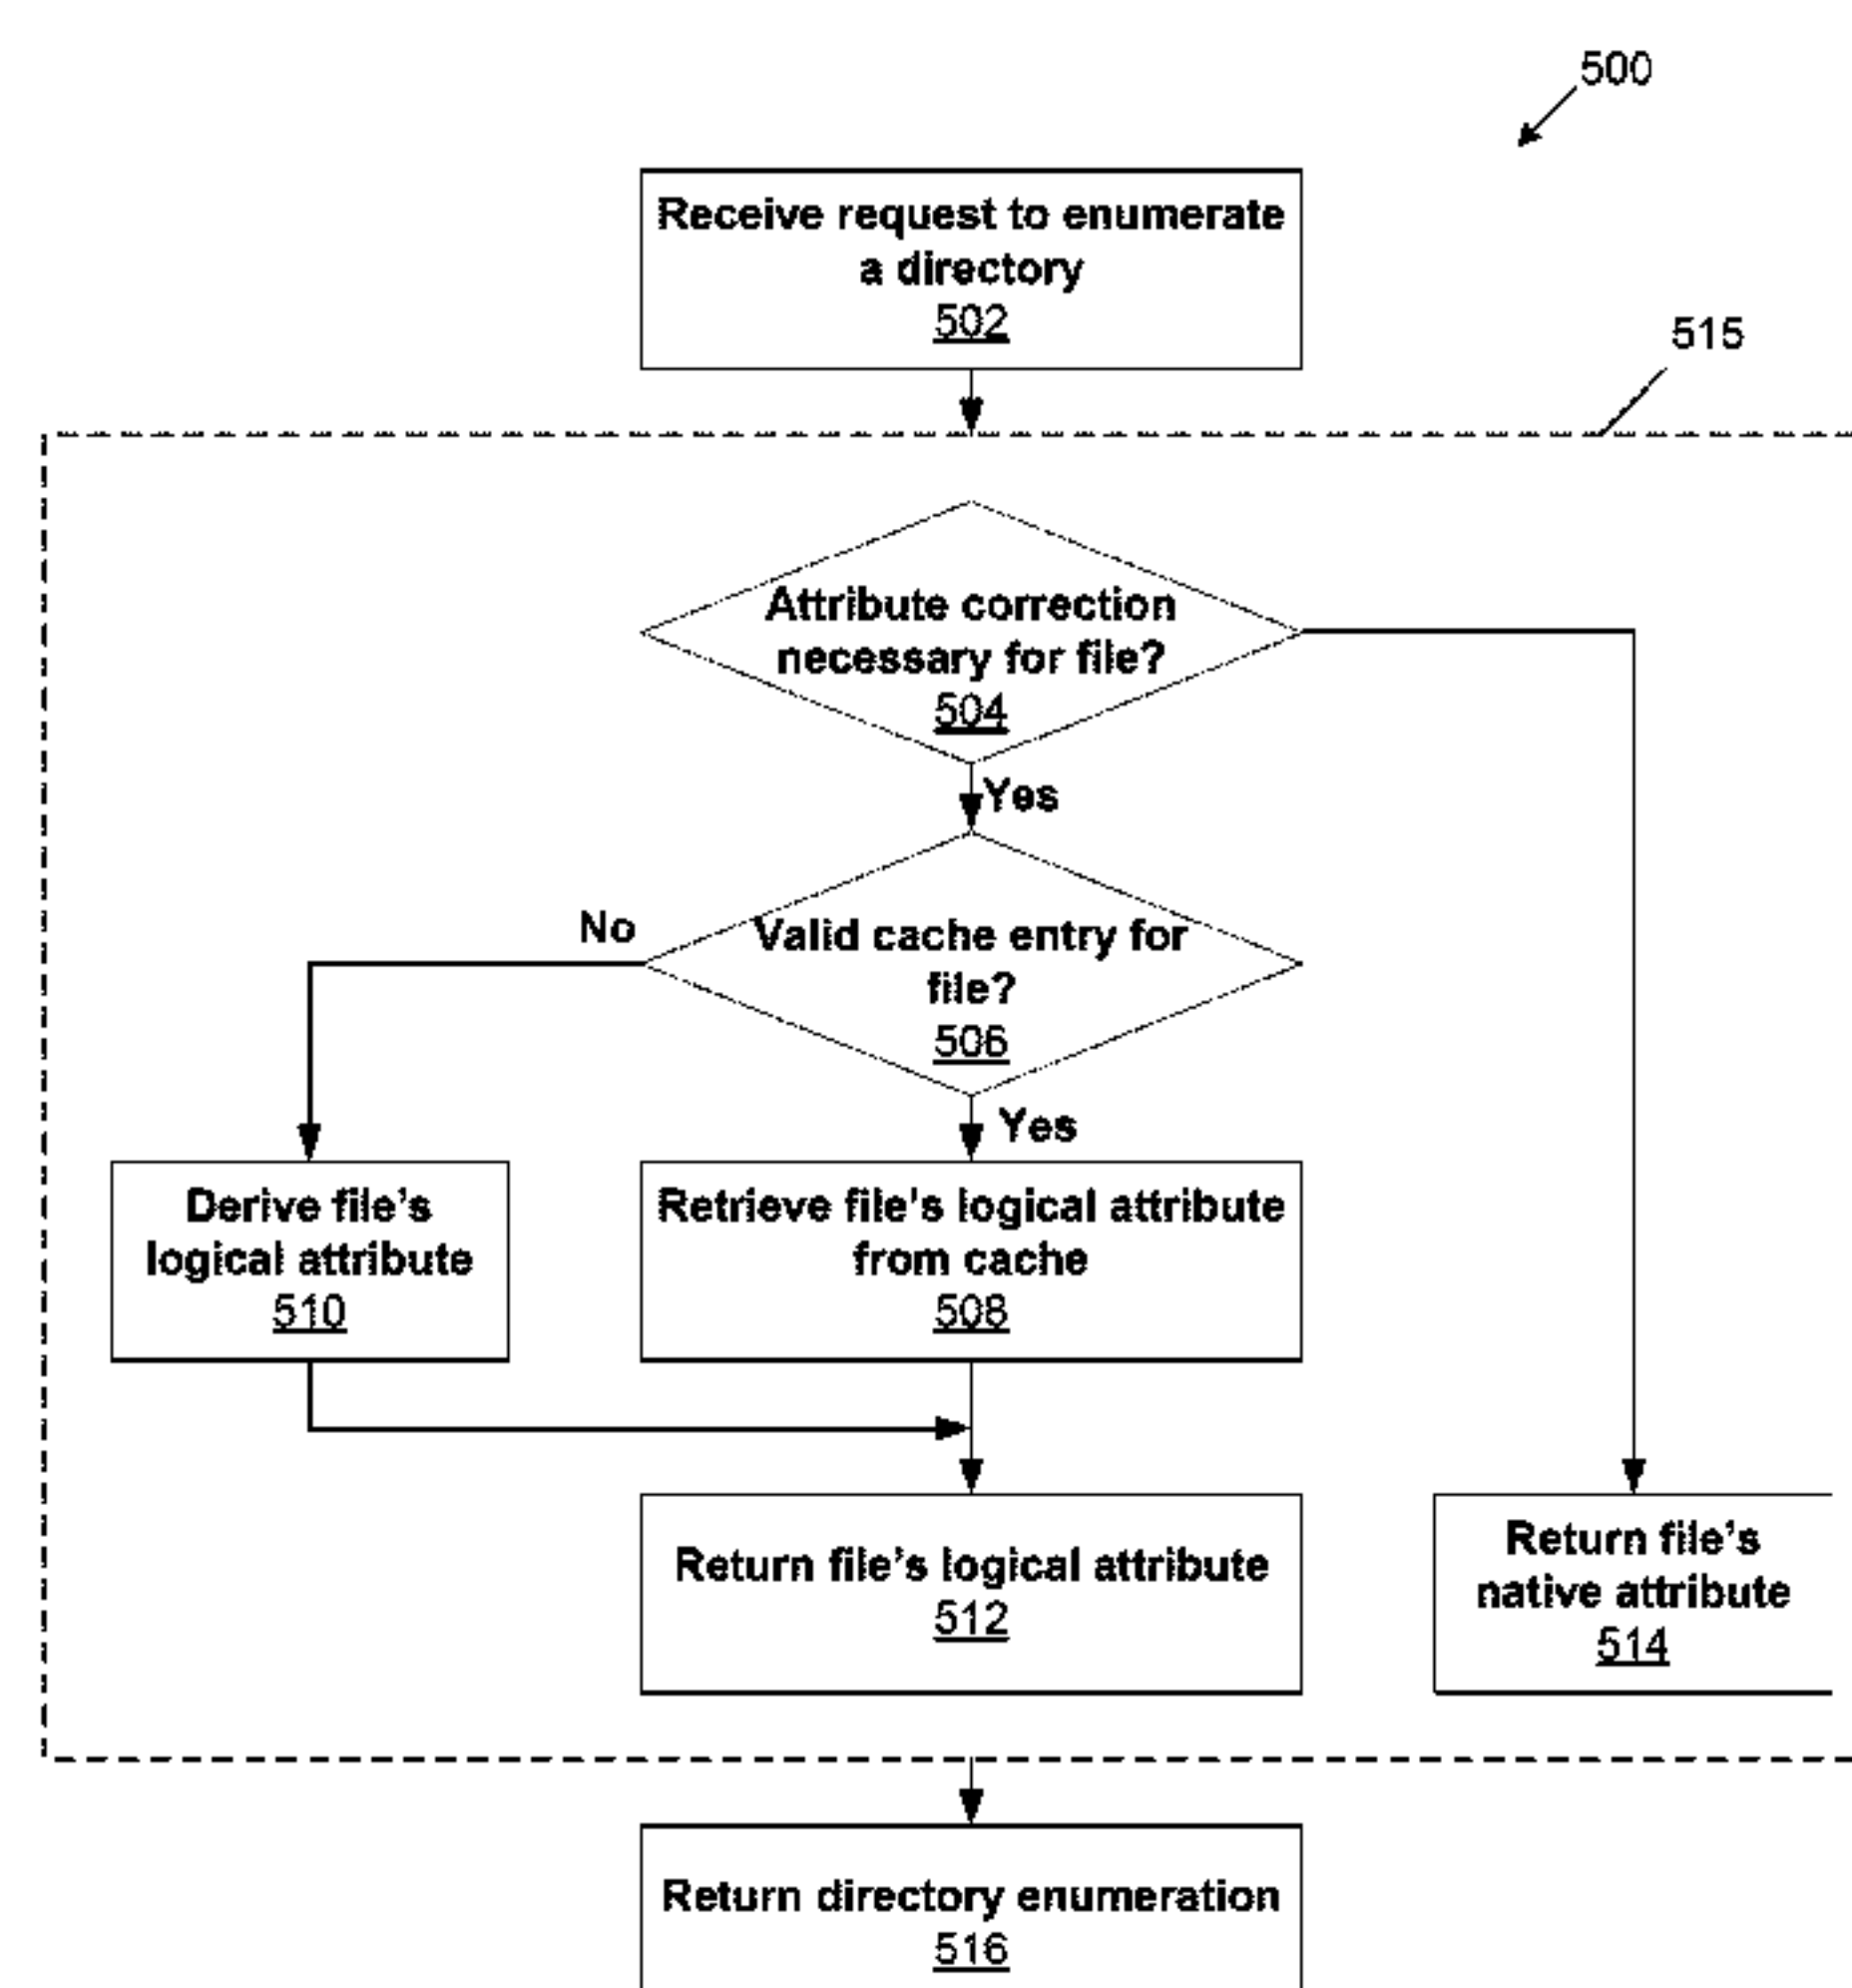 500
Receive request to enumerate
a directory
502
515
Attribute correction
necessary for file?
504
Yes
No
Valid cache entry for
file?
506
Yes
Derive file's
logical attribute
510
Retrieve file's logical attribute
from cache
508
Return file's logical attribute
512
Return file's
native attribute
514
Return directory enumeration
516